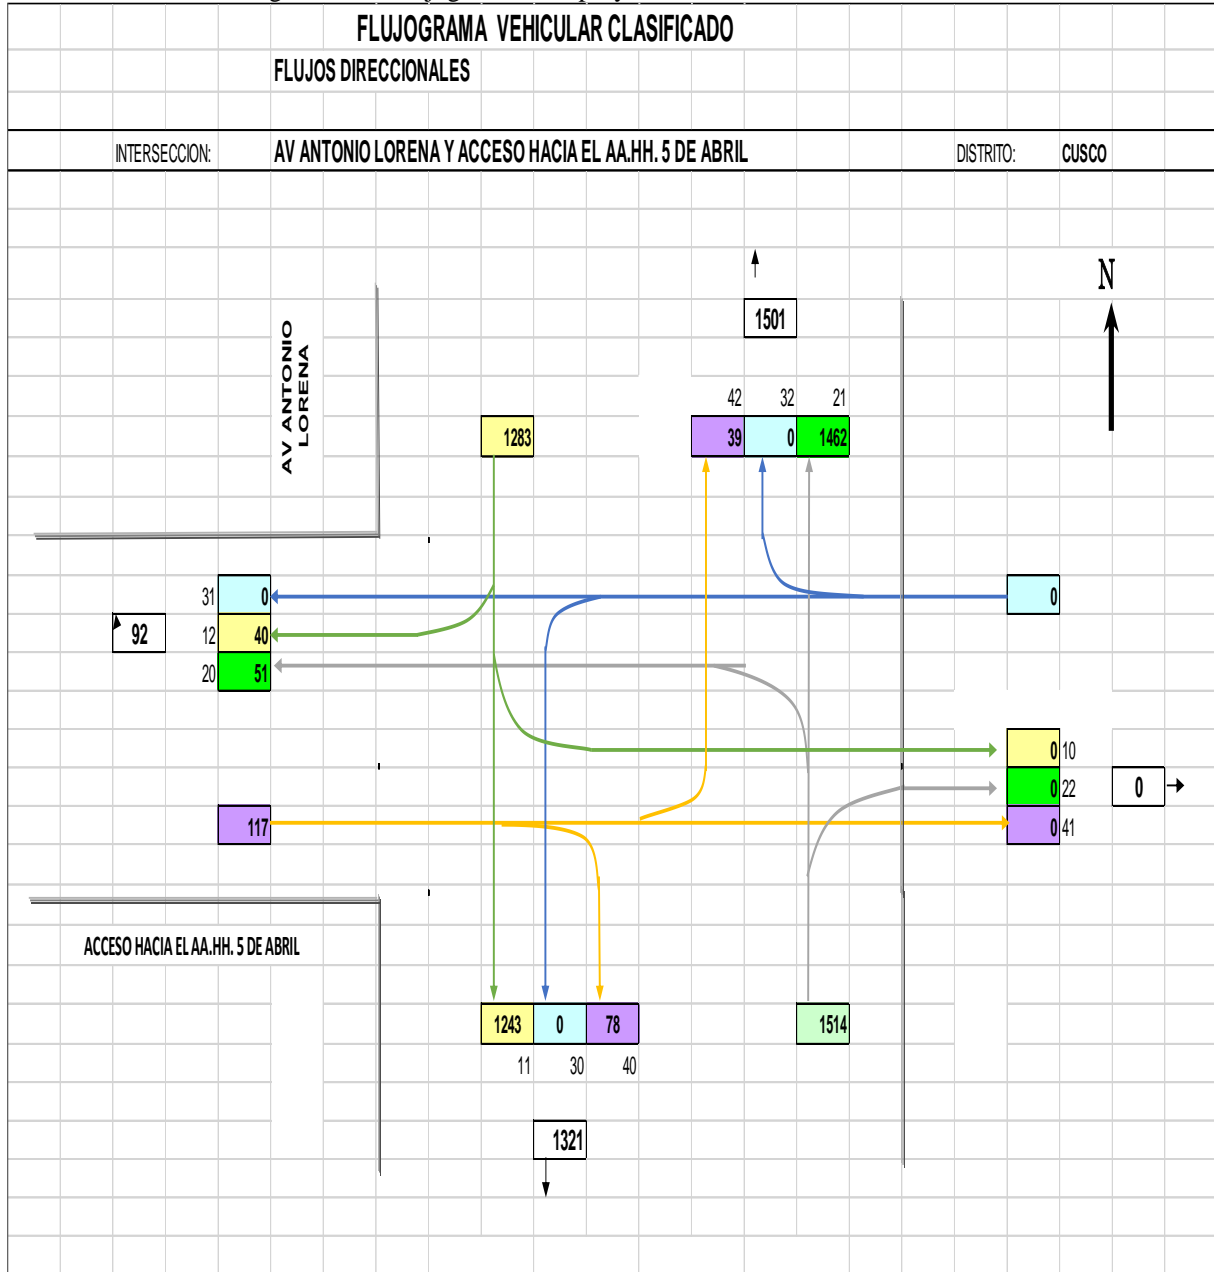 FLUJOGRAMA VEHICULAR CLASIFICADO
FLUJOS DIRECCIONALES
INTERSECCION: AV ANTONIO LORENA Y ACCESO HACIA EL AA.HH. 5 DE ABRIL DISTRITO: CUSCO
N
1501
AV ANTONIO
LORENA
42 32 21
1283 39 0 1462
31 0 0
92 12 40
20 51
0 10
0 22 0
117 0 41
ACCESO HACIA EL AA.HH. 5 DE ABRIL
1243 0 78 1514
11 30 40
1321